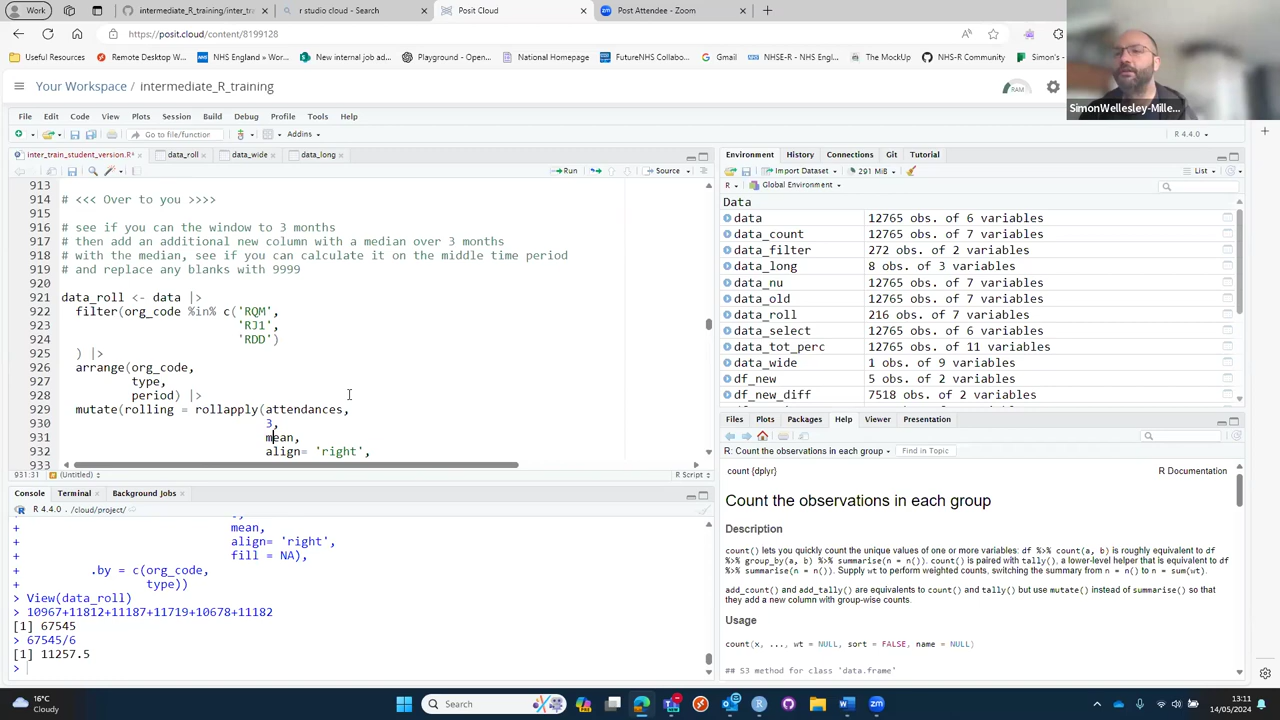 Work
intermediate_R_training/inter_tra
r studio cloud - Search
Posit Cloud
Post Attendee - Zoom
https://posit.cloud/content/8199128
Useful Resources
Remote Desktop W...
NHS England » Wor...
New internal job ad...
Playground - Open...
National Homepage
FutureNHS Collabo...
NHSE-R - NHS Eng...
The MockUp
NHS-R Community
Simon's
Your Workspace / intermediate_R_training
RAM
SimonWellesley-Mille...
File Edit Code View Plots Session Build Debug Profile Tools Help
Go to file/function
Addins
R 4.4.0
inter_train_student_version.R*
data_roll
data_wide
data_long
Run
Source
913
914 # <<< Over to you >>>>
915
916 # see if you can the window to 3 months
917 # then add an additional new column with a median over 3 months
918 # with the median, see if you can calculate it on the middle time period
919 # and replace any blanks with 9999
920
921 data_roll <- data |>
922 filter(org_code %in% c('RQM',
923 'RJ1',
924 'RDD')
925 ) |>
926 arrange(org_code,
927 type,
928 period) |>
929 mutate(rolling = rollapply(attendances,
930 3,
931 mean,
932 align= 'right',
933
931:31
(Untitled)
R Script
Console Terminal Background Jobs
R 4.4.0 · /cloud/project/
+ mean,
+ align= 'right',
+ fill = NA),
+ .by = c(org_code,
+ type))
> View(data_roll)
> 10967+11812+11187+11719+10678+11182
[1] 67545
> 67545/6
[1] 11257.5
>
Environment History Connections Git Tutorial
Import Dataset
291 MiB
List
R
Global Environment
Data
data 12765 obs. of 6 variables
data_count 12765 obs. of 7 variables
data_filter 272 obs. of 2 variables
data_long 8 obs. of 3 variables
data_nu 12765 obs. of 7 variables
data_old 12765 obs. of 7 variables
data_roll 216 obs. of 7 variables
data_select 12765 obs. of 6 variables
data_tot_perc 12765 obs. of 11 variables
data_wide 1 obs. of 9 variables
df_new 5 obs. of 2 variables
df_new_diff 7518 obs. of 2 variables
Files Plots Packages Help Viewer Presentation
R: Count the observations in each group
Find in Topic
count {dplyr}
R Documentation
Count the observations in each group
Description
count() lets you quickly count the unique values of one or more variables: df %>% count(a, b) is roughly equivalent to df
%>% group_by(a, b) %>% summarise(n = n()). count() is paired with tally(), a lower-level helper that is equivalent to df
%>% summarise(n = n()). Supply wt to perform weighted counts, switching the summary from n = n() to n = sum(wt).
add_count() and add_tally() are equivalents to count() and tally() but use mutate() instead of summarise() so that
they add a new column with group-wise counts.
Usage
count(x, ..., wt = NULL, sort = FALSE, name = NULL)
## S3 method for class 'data.frame'
16°C
Cloudy
Search
13:11
14/05/2024